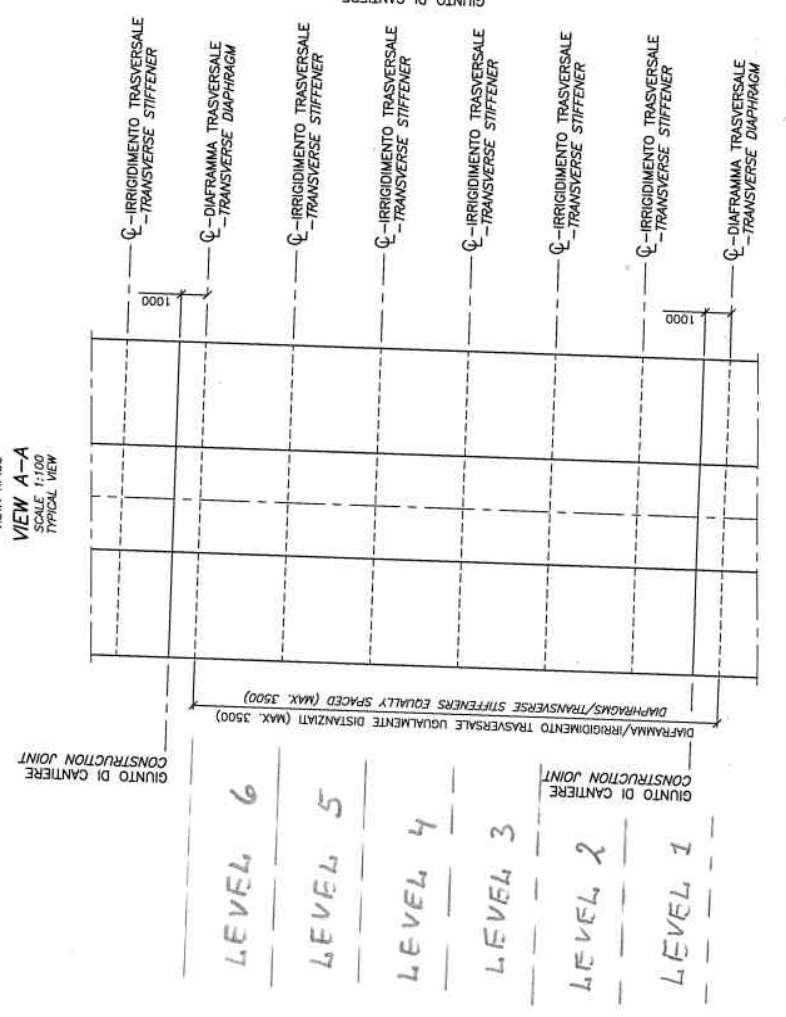 GIUNTO DI CANTIERE
VIEW A-A
SCALE 1:100
TYPICAL VIEW
℄-IRRIGIDIMENTO TRASVERSALE
-TRANSVERSE STIFFENER
℄-DIAFRAMMA TRASVERSALE
-TRANSVERSE DIAPHRAGM
℄-IRRIGIDIMENTO TRASVERSALE
-TRANSVERSE STIFFENER
℄-IRRIGIDIMENTO TRASVERSALE
-TRANSVERSE STIFFENER
℄-IRRIGIDIMENTO TRASVERSALE
-TRANSVERSE STIFFENER
℄-IRRIGIDIMENTO TRASVERSALE
-TRANSVERSE STIFFENER
℄-IRRIGIDIMENTO TRASVERSALE
-TRANSVERSE STIFFENER
℄-DIAFRAMMA TRASVERSALE
-TRANSVERSE DIAPHRAGM
1000
1000
DIAFRAMMA/IRRIGIDIMENTO TRASVERSALE UGUALMENTE DISTANZIATI (MAX. 3500)
DIAPHRAGMS/TRANSVERSE STIFFENERS EQUALLY SPACED (MAX. 3500)
GIUNTO DI CANTIERE
CONSTRUCTION JOINT
GIUNTO DI CANTIERE
CONSTRUCTION JOINT
LEVEL 6
LEVEL 5
LEVEL 4
LEVEL 3
LEVEL 2
LEVEL 1